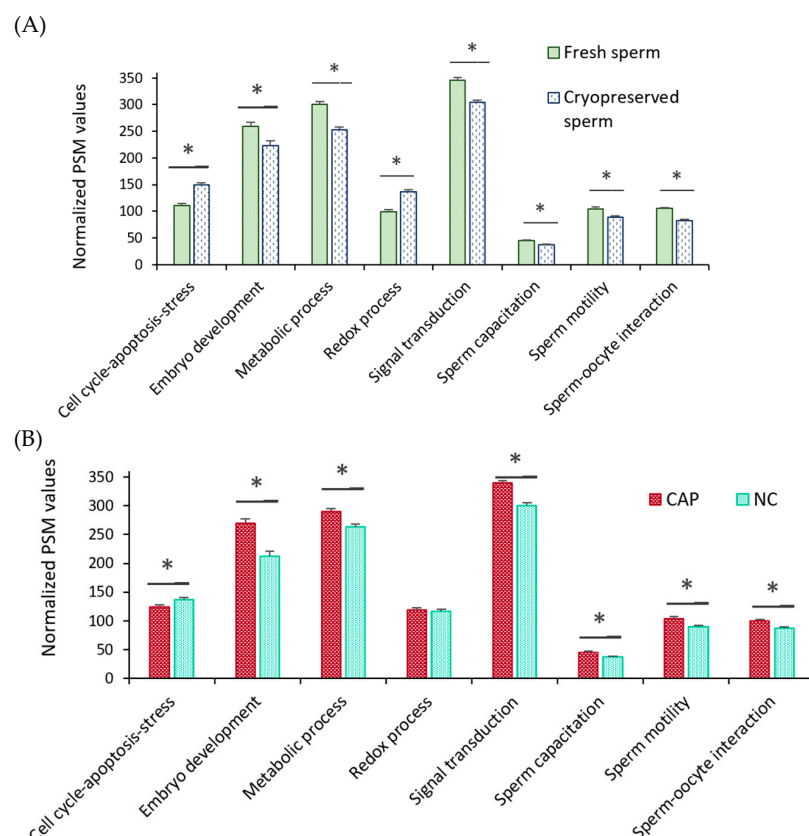 (A)
*
Fresh sperm
Cryopreserved
sperm
Normalized PSM values
350
300
250
200
150
100
50
0
* * * * * * *
Cell cycle-apoptosis-stress
Embryo development
Metabolic process
Redox process
Signal transduction
Sperm capacitation
Sperm motility
Sperm-oocyte interaction
(B)
Normalized PSM values
350
300
250
200
150
100
50
0
* * * * * * *
CAP
NC
Cell cycle-apoptosis-stress
Embryo development
Metabolic process
Redox process
Signal transduction
Sperm capacitation
Sperm motility
Sperm-oocyte interaction